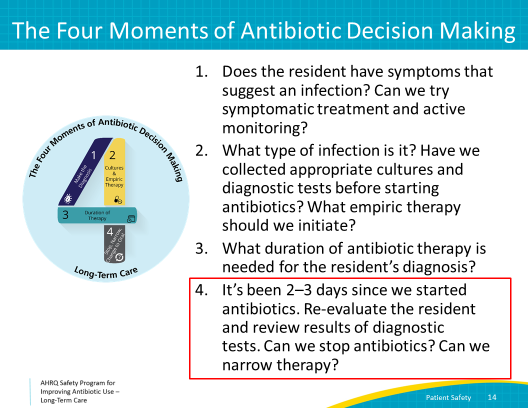 The Four Moments of Antibiotic Decision Making
The Four Moments of Antibiotic Decision Making
1
Make the
Diagnosis
2
Cultures
&
Empiric
Therapy
3
Duration of
Therapy
4
Long-Term Care
1. Does the resident have symptoms that
suggest an infection? Can we try
symptomatic treatment and active
monitoring?
2. What type of infection is it? Have we
collected appropriate cultures and
diagnostic tests before starting
antibiotics? What empiric therapy
should we initiate?
3. What duration of antibiotic therapy is
needed for the resident's diagnosis?
4. It's been 2–3 days since we started
antibiotics. Re-evaluate the resident
and review results of diagnostic
tests. Can we stop antibiotics? Can we
narrow therapy?
AHRQ Safety Program for
Improving Antibiotic Use –
Long-Term Care
Patient Safety 14